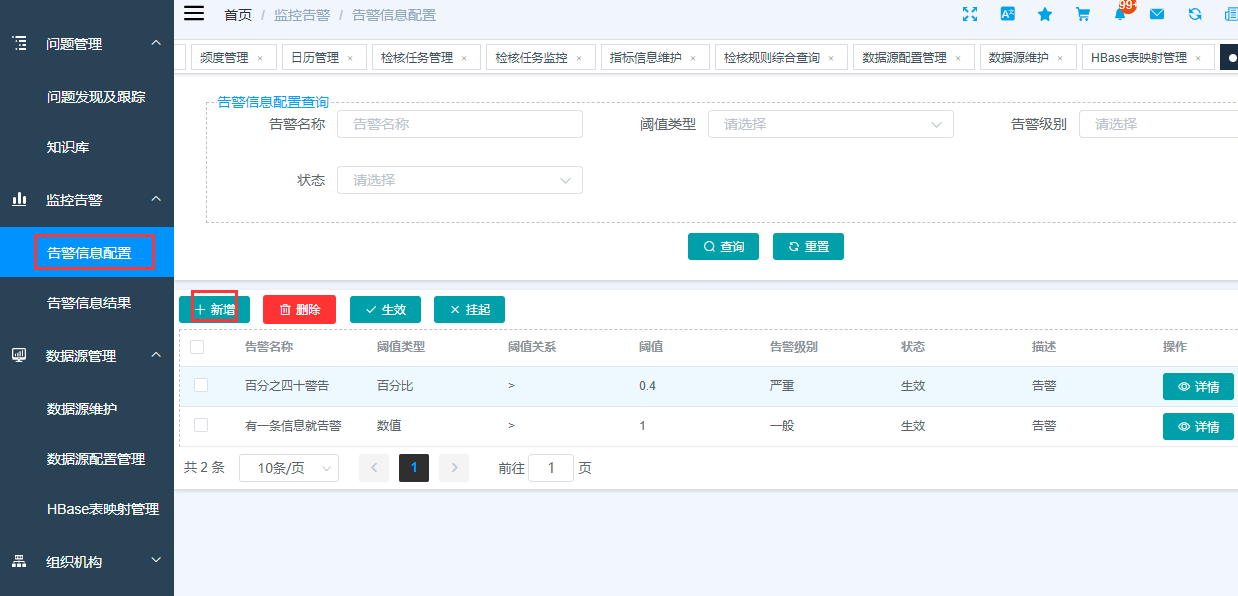 首页 / 监控告警 / 告警信息配置
99+
问题管理
问题发现及跟踪
知识库
监控告警
告警信息配置
告警信息结果
数据源管理
数据源维护
数据源配置管理
HBase表映射管理
组织机构
频度管理 × 日历管理 × 检核任务管理 × 检核任务监控 × 指标信息维护 × 检核规则综合查询 × 数据源配置管理 × 数据源维护 × HBase表映射管理 ×
告警信息配置查询
告警名称 告警名称 阈值类型 请选择 告警级别 请选择
状态 请选择
查询 重置
新增 删除 生效 挂起
告警名称 阈值类型 阈值关系 阈值 告警级别 状态 描述 操作
百分之四十警告 百分比 > 0.4 严重 生效 告警 详情
有一条信息就告警 数值 > 1 一般 生效 告警 详情
共 2 条 10条/页 < 1 > 前往 1 页